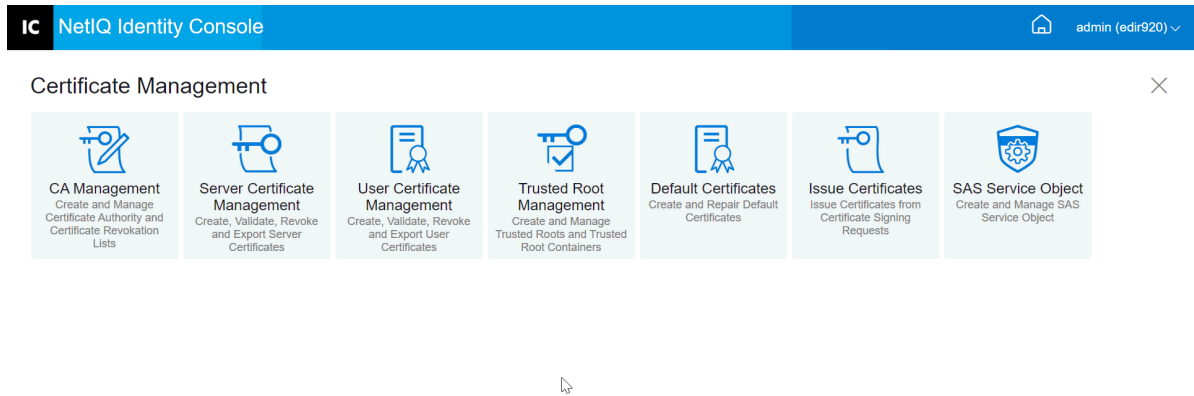 IC NetIQ Identity Console
admin (edir920)
Certificate Management
CA Management
Create and Manage
Certificate Authority and
Certificate Revokation
Lists
Server Certificate
Management
Create, Validate, Revoke
and Export Server
Certificates
User Certificate
Management
Create, Validate, Revoke
and Export User
Certificates
Trusted Root
Management
Create and Manage
Trusted Roots and Trusted
Root Containers
Default Certificates
Create and Repair Default
Certificates
Issue Certificates
Issue Certificates from
Certificate Signing
Requests
SAS Service Object
Create and Manage SAS
Service Object